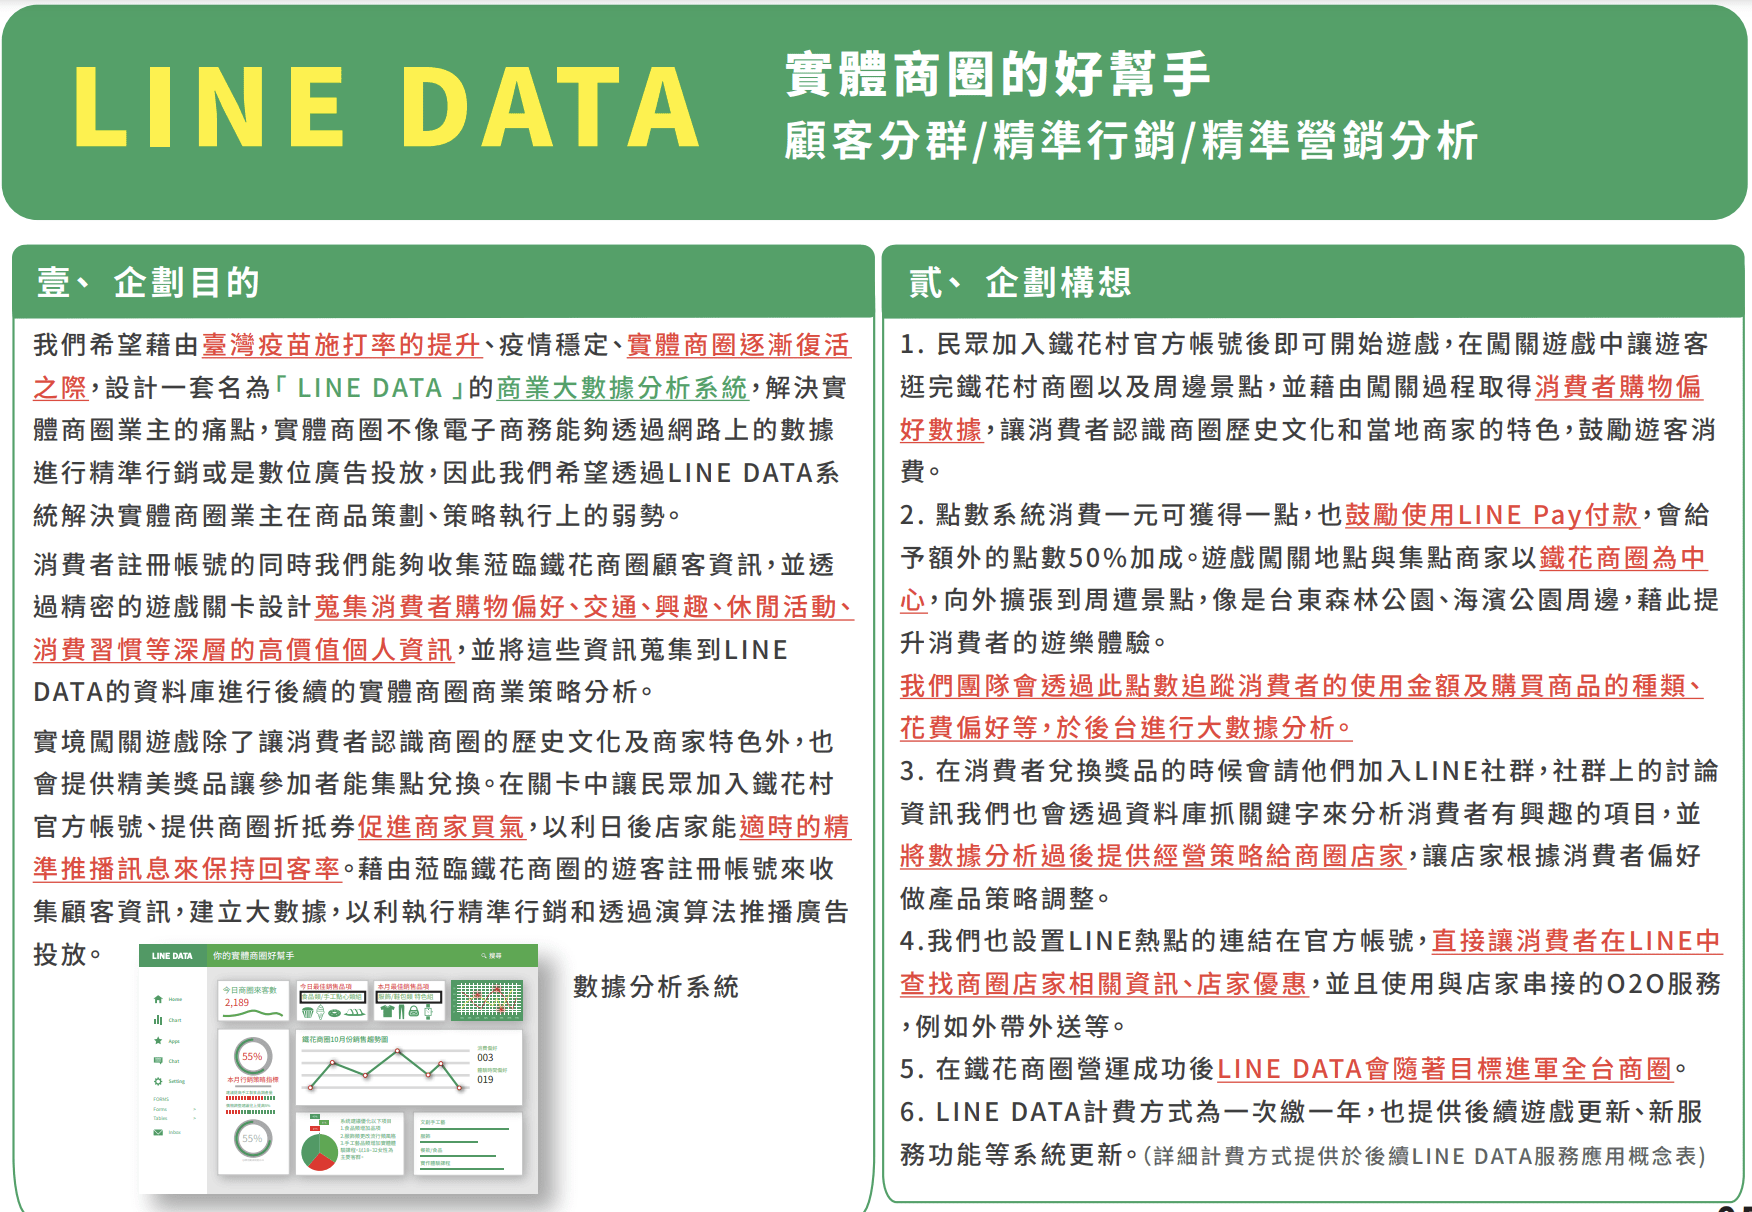 LINE DATA
實體商圈的好幫手
顧客分群/精準行銷/精準營銷分析
壹、 企劃目的
我們希望藉由臺灣疫苗施打率的提升、疫情穩定、實體商圈逐漸復活
之際,設計一套名為「 LINE DATA 」的商業大數據分析系統,解決實
體商圈業主的痛點,實體商圈不像電子商務能夠透過網路上的數據
進行精準行銷或是數位廣告投放,因此我們希望透過LINE DATA系
統解決實體商圈業主在商品策劃、策略執行上的弱勢。
消費者註冊帳號的同時我們能夠收集蒞臨鐵花商圈顧客資訊,並透
過精密的遊戲關卡設計蒐集消費者購物偏好、交通、興趣、休閒活動、
消費習慣等深層的高價值個人資訊,並將這些資訊蒐集到LINE
DATA的資料庫進行後續的實體商圈商業策略分析。
實境闖關遊戲除了讓消費者認識商圈的歷史文化及商家特色外,也
會提供精美獎品讓參加者能集點兌換。在關卡中讓民眾加入鐵花村
官方帳號、提供商圈折抵券促進商家買氣,以利日後店家能適時的精
準推播訊息來保持回客率。藉由蒞臨鐵花商圈的遊客註冊帳號來收
集顧客資訊,建立大數據,以利執行精準行銷和透過演算法推播廣告
投放。
LINE DATA
你的實體商圈好幫手
搜尋
Home
Chart
Apps
Chat
Setting
FORMS
Forms
Tables
Inbox
今日商圈來客數
2,189
今日最佳銷售品項
食品類/手工點心雜組
本月最佳銷售品項
服飾/輕包類 特色組
55%
本月行銷策略指標
55%
鐵花商圈10月份銷售趨勢圖
003
019
數據分析系統
貳、 企劃構想
1. 民眾加入鐵花村官方帳號後即可開始遊戲,在闖關遊戲中讓遊客
逛完鐵花村商圈以及周邊景點,並藉由闖關過程取得消費者購物偏
好數據,讓消費者認識商圈歷史文化和當地商家的特色,鼓勵遊客消
費。
2. 點數系統消費一元可獲得一點,也鼓勵使用LINE Pay付款,會給
予額外的點數50%加成。遊戲闖關地點與集點商家以鐵花商圈為中
心,向外擴張到周遭景點,像是台東森林公園、海濱公園周邊,藉此提
升消費者的遊樂體驗。
我們團隊會透過此點數追蹤消費者的使用金額及購買商品的種類、
花費偏好等,於後台進行大數據分析。
3. 在消費者兌換獎品的時候會請他們加入LINE社群,社群上的討論
資訊我們也會透過資料庫抓關鍵字來分析消費者有興趣的項目,並
將數據分析過後提供經營策略給商圈店家,讓店家根據消費者偏好
做產品策略調整。
4.我們也設置LINE熱點的連結在官方帳號,直接讓消費者在LINE中
查找商圈店家相關資訊、店家優惠,並且使用與店家串接的O2O服務
,例如外帶外送等。
5. 在鐵花商圈營運成功後LINE DATA會隨著目標進軍全台商圈。
6. LINE DATA計費方式為一次繳一年,也提供後續遊戲更新、新服
務功能等系統更新。(詳細計費方式提供於後續LINE DATA服務應用概念表)